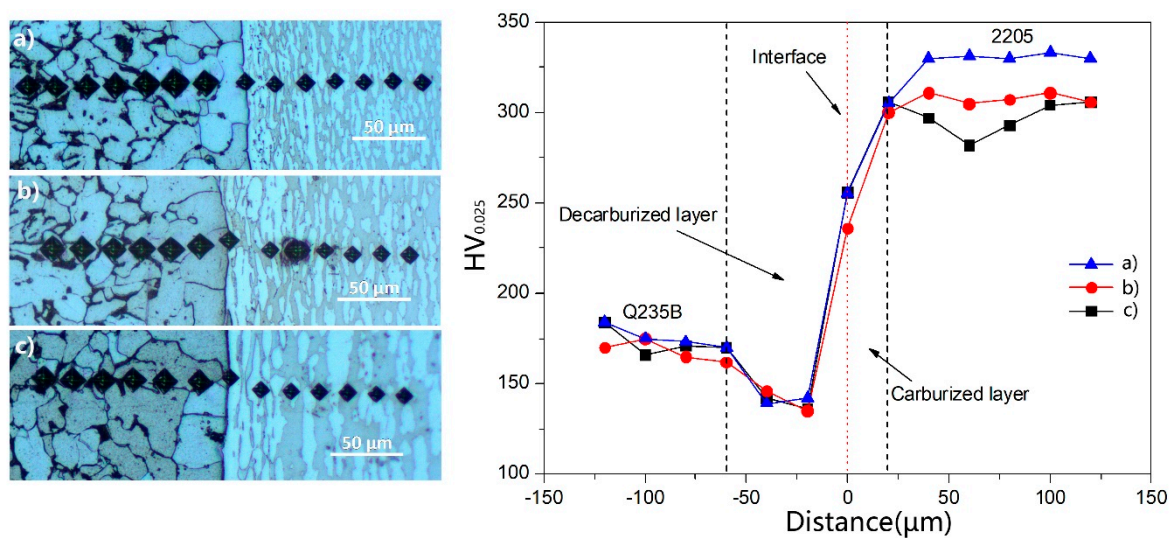 a)
50 μm
b)
50 μm
c)
50 μm
350
300
250
200
150
100
HV0.025
-150
-100
-50
0
50
100
150
Distance(μm)
Interface
2205
Decarburized layer
Q235B
Carburized layer
a)
b)
c)